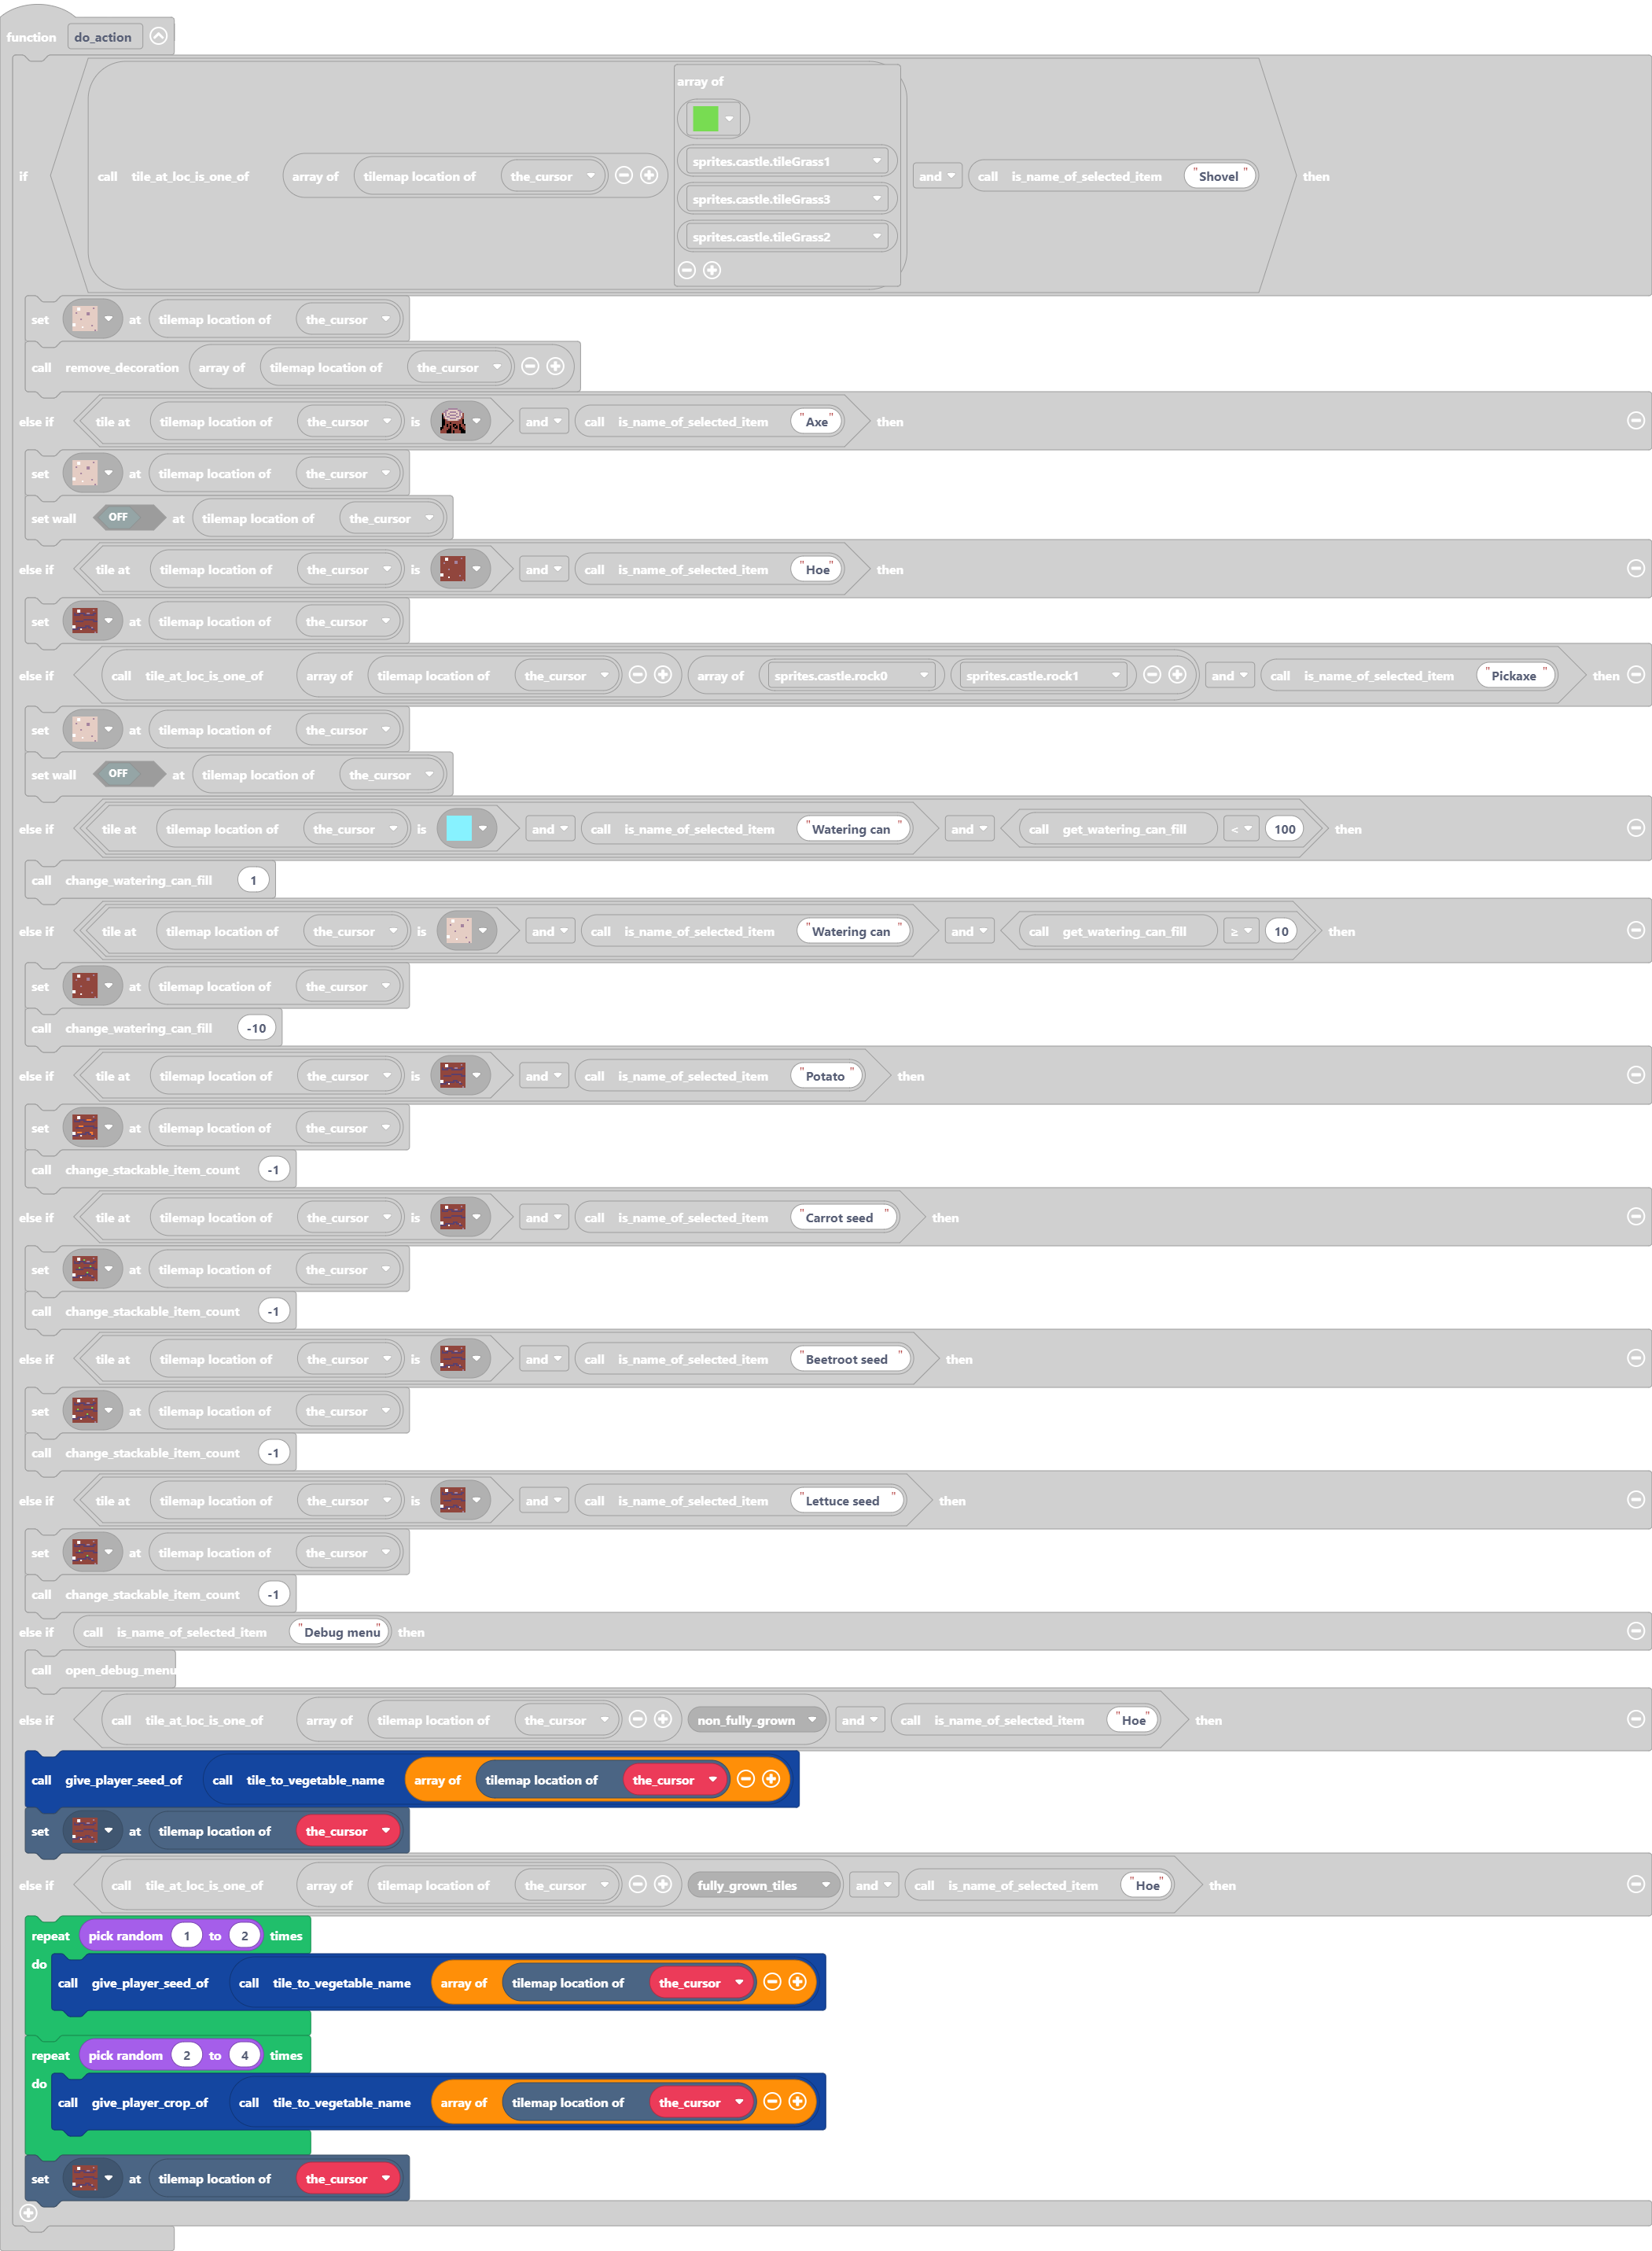 function do_action
array of
sprites.castle.tileGrass1
if call tile_at_loc_is_one_of array of tilemap location of the_cursor and call is_name_of_selected_item "Shovel" then
sprites.castle.tileGrass3
sprites.castle.tileGrass2
set at tilemap location of the_cursor
call remove_decoration array of tilemap location of the_cursor
else if tile at tilemap location of the_cursor is and call is_name_of_selected_item "Axe" then
set at tilemap location of the_cursor
set wall OFF at tilemap location of the_cursor
else if tile at tilemap location of the_cursor is and call is_name_of_selected_item "Hoe" then
set at tilemap location of the_cursor
else if call tile_at_loc_is_one_of array of tilemap location of the_cursor array of sprites.castle.rock0 sprites.castle.rock1 and call is_name_of_selected_item "Pickaxe" then
set at tilemap location of the_cursor
set wall OFF at tilemap location of the_cursor
else if tile at tilemap location of the_cursor is and call is_name_of_selected_item "Watering can" and call get_watering_can_fill < 100 then
call change_watering_can_fill 1
else if tile at tilemap location of the_cursor is and call is_name_of_selected_item "Watering can" and call get_watering_can_fill ≥ 10 then
set at tilemap location of the_cursor
call change_watering_can_fill -10
else if tile at tilemap location of the_cursor is and call is_name_of_selected_item "Potato" then
set at tilemap location of the_cursor
call change_stackable_item_count -1
else if tile at tilemap location of the_cursor is and call is_name_of_selected_item "Carrot seed" then
set at tilemap location of the_cursor
call change_stackable_item_count -1
else if tile at tilemap location of the_cursor is and call is_name_of_selected_item "Beetroot seed" then
set at tilemap location of the_cursor
call change_stackable_item_count -1
else if tile at tilemap location of the_cursor is and call is_name_of_selected_item "Lettuce seed" then
set at tilemap location of the_cursor
call change_stackable_item_count -1
else if call is_name_of_selected_item "Debug menu" then
call open_debug_menu
else if call tile_at_loc_is_one_of array of tilemap location of the_cursor non_fully_grown and call is_name_of_selected_item "Hoe" then
call give_player_seed_of call tile_to_vegetable_name array of tilemap location of the_cursor
set at tilemap location of the_cursor
else if call tile_at_loc_is_one_of array of tilemap location of the_cursor fully_grown_tiles and call is_name_of_selected_item "Hoe" then
repeat pick random 1 to 2 times
do
call give_player_seed_of call tile_to_vegetable_name array of tilemap location of the_cursor
repeat pick random 2 to 4 times
do
call give_player_crop_of call tile_to_vegetable_name array of tilemap location of the_cursor
set at tilemap location of the_cursor